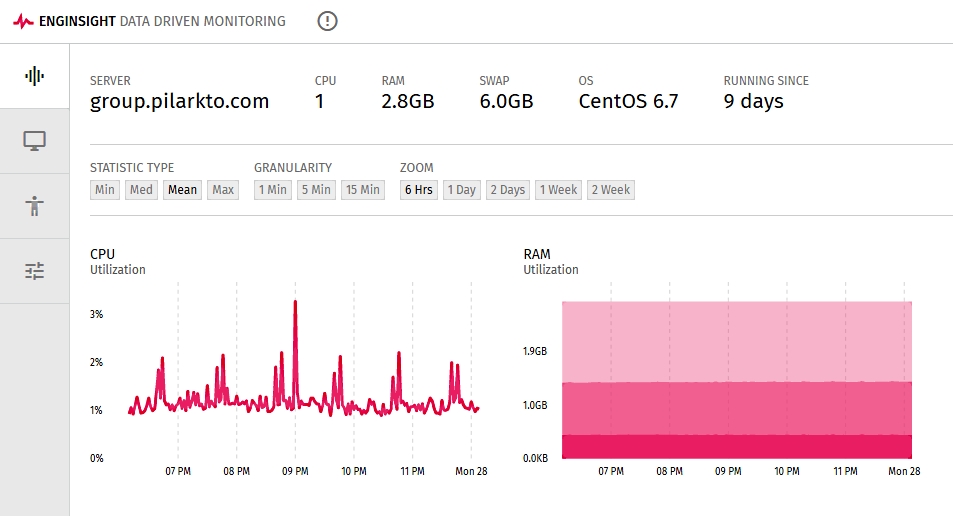 ENGINSIGHT DATA DRIVEN MONITORING
SERVER CPU RAM SWAP OS RUNNING SINCE
group.pilarkto.com 1 2.8GB 6.0GB CentOS 6.7 9 days
STATISTIC TYPE GRANULARITY ZOOM
Min Med Mean Max 1 Min 5 Min 15 Min 6 Hrs 1 Day 2 Days 1 Week 2 Week
CPU
Utilization
3%
2%
1%
0%
07 PM 08 PM 09 PM 10 PM 11 PM Mon 28
RAM
Utilization
1.9GB
1.0GB
0.0KB
07 PM 08 PM 09 PM 10 PM 11 PM Mon 28